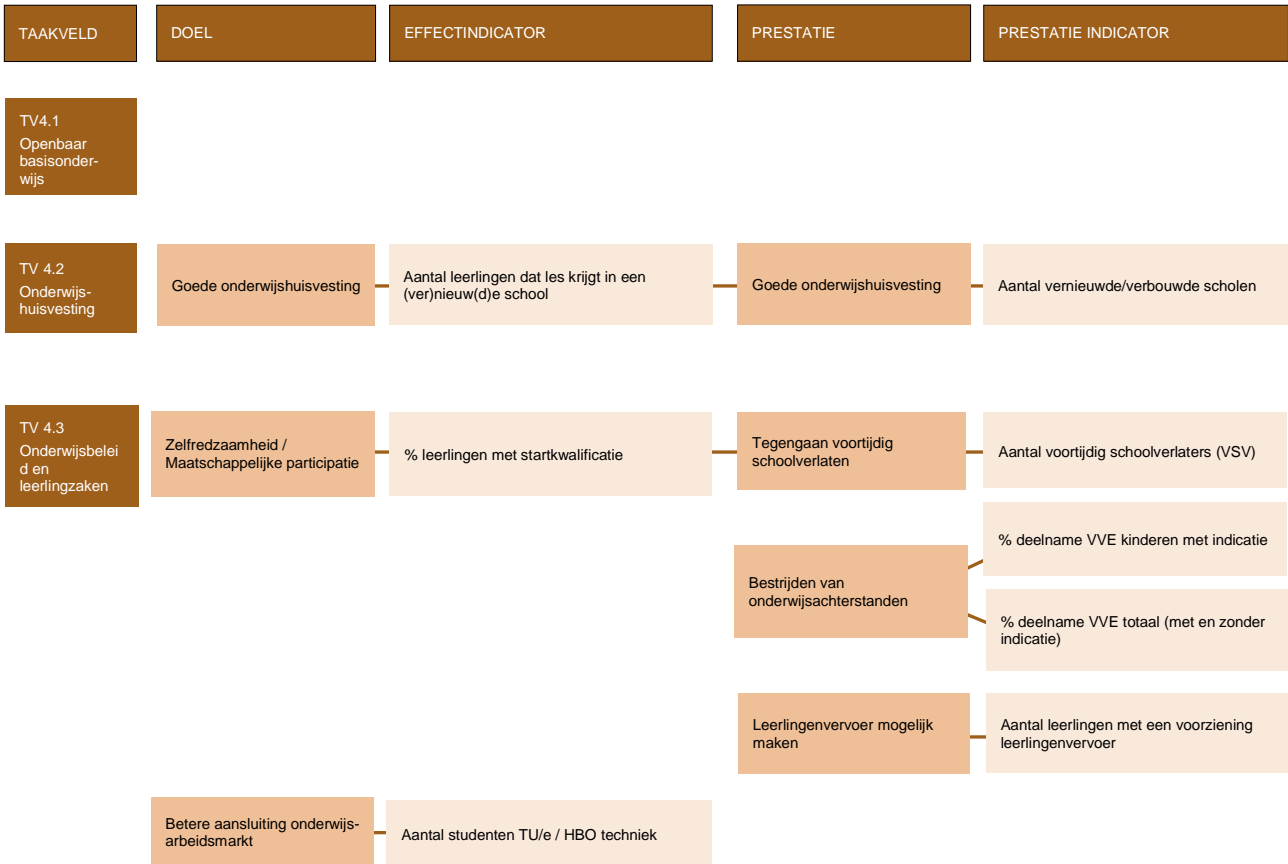 TAAKVELD
DOEL
EFFECTINDICATOR
PRESTATIE
PRESTATIE INDICATOR
TV4.1
Openbaar
basisonder-
wijs
TV 4.2
Onderwijs-
huisvesting
Goede onderwijshuisvesting
Aantal leerlingen dat les krijgt in een
(ver)nieuw(d)e school
Goede onderwijshuisvesting
Aantal vernieuwde/verbouwde scholen
TV 4.3
Onderwijsbelei
d en
leerlingzaken
Zelfredzaamheid /
Maatschappelijke participatie
% leerlingen met startkwalificatie
Tegengaan voortijdig
schoolverlaten
Aantal voortijdig schoolverlaters (VSV)
Bestrijden van
onderwijsachterstanden
% deelname VVE kinderen met indicatie
% deelname VVE totaal (met en zonder
indicatie)
Leerlingenvervoer mogelijk
maken
Aantal leerlingen met een voorziening
leerlingenvervoer
Betere aansluiting onderwijs-
arbeidsmarkt
Aantal studenten TU/e / HBO techniek